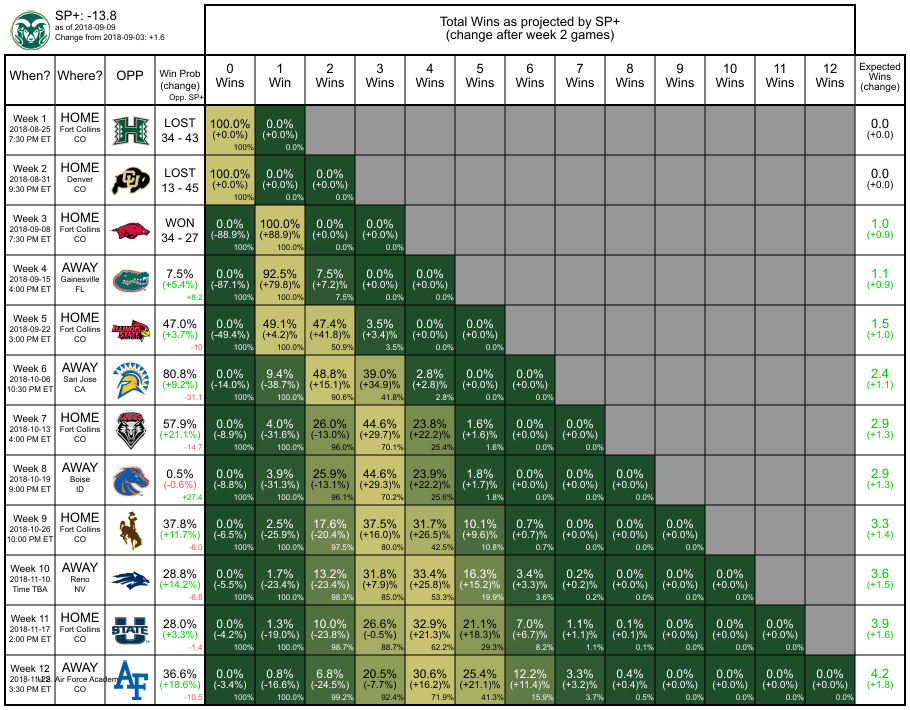 SP+: -13.8
as of 2018-09-09
Change from 2018-09-03: +1.6
Total Wins as projected by SP+
(change after week 2 games)
When? Where? OPP Win Prob (change) Opp. SP+ 0 Wins 1 Win 2 Wins 3 Wins 4 Wins 5 Wins 6 Wins 7 Wins 8 Wins 9 Wins 10 Wins 11 Wins 12 Wins Expected Wins (change)
Week 1 HOME LOST 100.0% 0.0% 0.0
2018-08-25 Fort Collins H 34 - 43 (+0.0%) (+0.0%) (+0.0)
7:30 PM ET CO 100% 0.0%
Week 2 HOME LOST 100.0% 0.0% 0.0% 0.0
2018-08-31 Denver CU 13 - 45 (+0.0%) (+0.0%) (+0.0%) (+0.0)
9:30 PM ET CO 100% 0.0% 0.0%
Week 3 HOME WON 0.0% 100.0% 0.0% 0.0% 1.0
2018-09-08 Fort Collins 34 - 27 (-88.9%) (+88.9)% (+0.0%) (+0.0%) (+0.9)
7:30 PM ET CO 100% 100.0% 0.0% 0.0%
Week 4 AWAY 7.5% 0.0% 92.5% 7.5% 0.0% 0.0% 1.1
2018-09-15 Gainesville (+5.4%) (-87.1%) (+79.8)% (+7.2)% (+0.0%) (+0.0%) (+0.9)
4:00 PM ET FL +8.2 100% 100.0% 7.5% 0.0% 0.0%
Week 5 HOME 47.0% 0.0% 49.1% 47.4% 3.5% 0.0% 0.0% 1.5
2018-09-22 Fort Collins ILLINOIS STATE (+3.7%) (-49.4%) (+4.2)% (+41.8)% (+3.4)% (+0.0%) (+0.0%) (+1.0)
3:00 PM ET CO -10 100% 100.0% 50.9% 3.5% 0.0% 0.0%
Week 6 AWAY 80.8% 0.0% 9.4% 48.8% 39.0% 2.8% 0.0% 0.0% 2.4
2018-10-06 San Jose (+9.2%) (-14.0%) (-38.7%) (+15.1)% (+34.9)% (+2.8)% (+0.0%) (+0.0%) (+1.1)
10:30 PM ET CA -31.1 100% 100.0% 90.6% 41.8% 2.8% 0.0% 0.0%
Week 7 HOME LOBOS 57.9% 0.0% 4.0% 26.0% 44.6% 23.8% 1.6% 0.0% 0.0% 2.9
2018-10-13 Fort Collins (+21.1%) (-8.9%) (-31.6%) (-13.0%) (+29.7)% (+22.2)% (+1.6)% (+0.0%) (+0.0%) (+1.3)
4:00 PM ET CO -14.7 100% 100.0% 96.0% 70.1% 25.4% 1.6% 0.0% 0.0%
Week 8 AWAY 0.5% 0.0% 3.9% 25.9% 44.6% 23.9% 1.8% 0.0% 0.0% 0.0% 2.9
2018-10-19 Boise (-0.6%) (-8.8%) (-31.3%) (-13.1%) (+29.3)% (+22.2)% (+1.7)% (+0.0%) (+0.0%) (+0.0%) (+1.3)
9:00 PM ET ID +27.4 100% 100.0% 96.1% 70.2% 25.6% 1.8% 0.0% 0.0% 0.0%
Week 9 HOME 37.8% 0.0% 2.5% 17.6% 37.5% 31.7% 10.1% 0.7% 0.0% 0.0% 0.0% 3.3
2018-10-26 Fort Collins (+11.7%) (-6.5%) (-25.9%) (-20.4%) (+16.0)% (+26.5)% (+9.6)% (+0.7)% (+0.0%) (+0.0%) (+0.0%) (+1.4)
10:00 PM ET CO -6.0 100% 100.0% 97.5% 80.0% 42.5% 10.8% 0.7% 0.0% 0.0% 0.0%
Week 10 AWAY 28.8% 0.0% 1.7% 13.2% 31.8% 33.4% 16.3% 3.4% 0.2% 0.0% 0.0% 0.0% 3.6
2018-11-10 Reno (+14.2%) (-5.5%) (-23.4%) (-23.4%) (+7.9)% (+25.8)% (+15.2)% (+3.3)% (+0.2)% (+0.0%) (+0.0%) (+0.0%) (+1.5)
Time TBA NV -6.8 100% 100.0% 98.3% 85.0% 53.3% 19.9% 3.6% 0.2% 0.0% 0.0% 0.0%
Week 11 HOME 28.0% 0.0% 1.3% 10.0% 26.6% 32.9% 21.1% 7.0% 1.1% 0.1% 0.0% 0.0% 0.0% 3.9
2018-11-17 Fort Collins U STATE (+3.3%) (-4.2%) (-19.0%) (-23.8%) (-0.5%) (+21.3)% (+18.3)% (+6.7)% (+1.1)% (+0.1)% (+0.0%) (+0.0%) (+0.0%) (+1.6)
2:00 PM ET CO -1.4 100% 100.0% 98.7% 88.7% 62.2% 29.3% 8.2% 1.1% 0.1% 0.0% 0.0% 0.0%
Week 12 AWAY 36.6% 0.0% 0.8% 6.8% 20.5% 30.6% 25.4% 12.2% 3.3% 0.4% 0.0% 0.0% 0.0% 0.0% 4.2
U.S. Air Force Academy AF (+18.6%) (-3.4%) (-16.6%) (-24.5%) (-7.7%) (+16.2)% (+21.1)% (+11.4)% (+3.2)% (+0.5)% (+0.0%) (+0.0%) (+0.0%) (+0.0%) (+1.8)
3:30 PM ET CO -10.5 100% 100.0% 99.2% 92.4% 71.9% 41.3% 15.9% 3.7% 0.5% 0.0% 0.0% 0.0% 0.0%